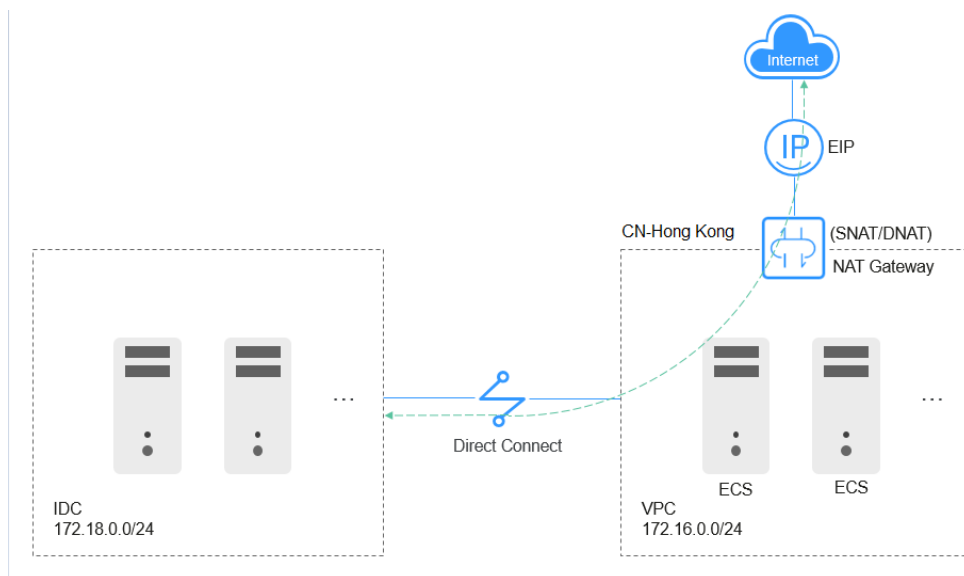 Internet
IP
EIP
CN-Hong Kong
(SNAT/DNAT)
NAT Gateway
...
...
Direct Connect
ECS
ECS
IDC
172.18.0.0/24
VPC
172.16.0.0/24